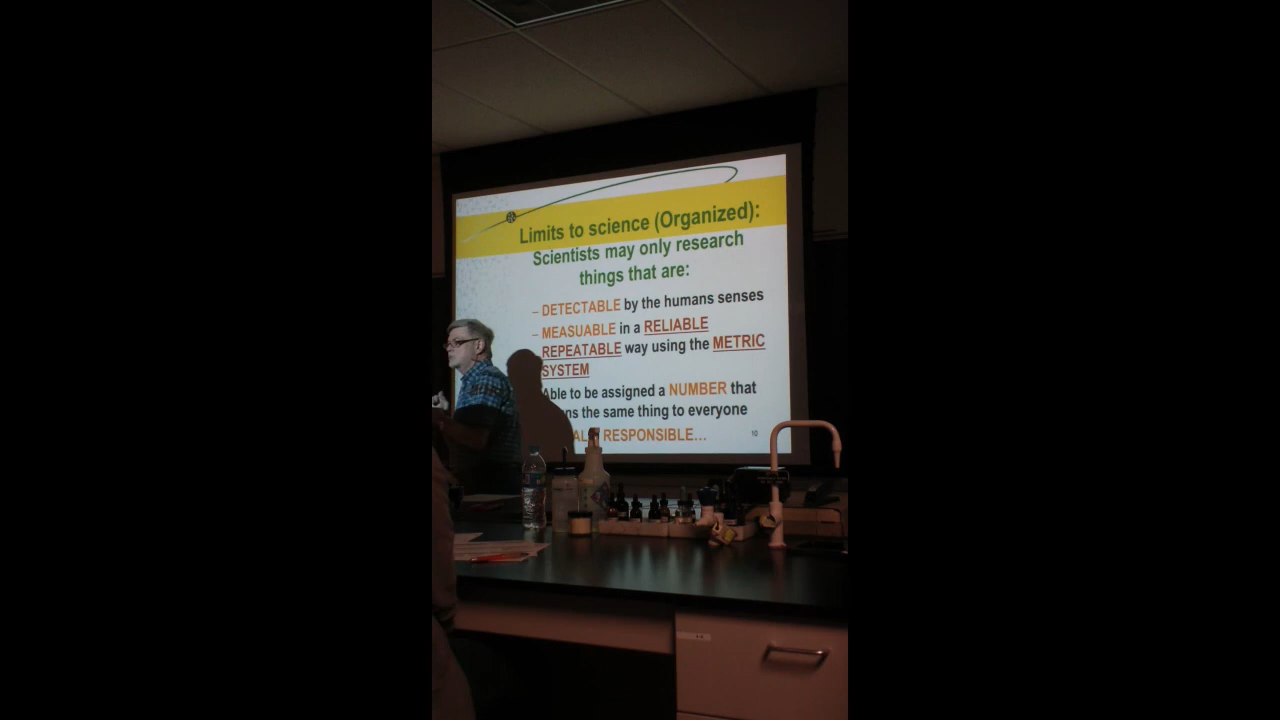 Limits to science (Organized):
Scientists may only research
things that are:
– DETECTABLE by the humans senses
– MEASUABLE in a RELIABLE
REPEATABLE way using the METRIC
SYSTEM
Able to be assigned a NUMBER that
the same thing to everyone
RESPONSIBLE...
10